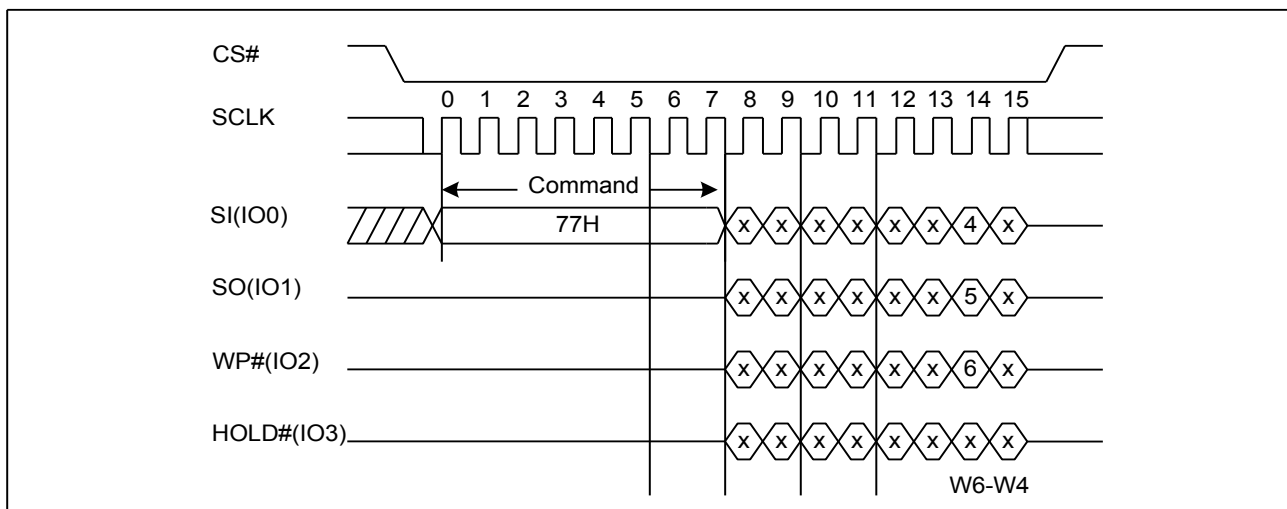 CS#
0 1 2 3 4 5 6 7 8 9 10 11 12 13 14 15
SCLK
Command
SI(IO0)
77H
x x x x x x 4 x
SO(IO1)
x x x x x x 5 x
WP#(IO2)
x x x x x x 6 x
HOLD#(IO3)
x x x x x x x x
W6-W4